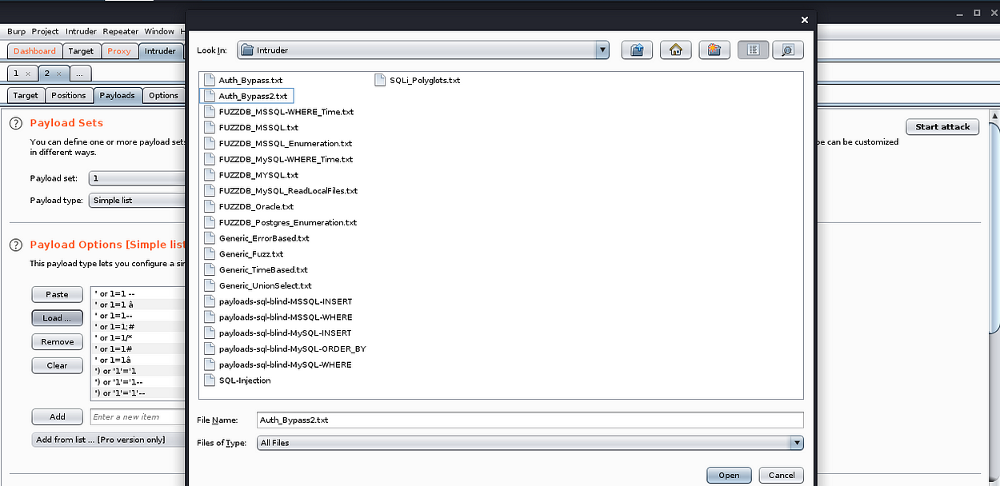 Burp Project Intruder Repeater Window H
Dashboard Target Proxy Intruder
1 × 2 × ...
Target Positions Payloads Options
? Payload Sets
You can define one or more payload sets
pe can be customized
in different ways.
Start attack
Payload set: 1
Payload type: Simple list
? Payload Options [Simple list
This payload type lets you configure a sim
Paste
Load ...
Remove
Clear
' or 1=1 --
' or 1=1 â
' or 1=1--
' or 1=1;#
' or 1=1/*
' or 1=1#
' or 1=1â
') or '1'='1
') or '1'='1--
') or '1'='1'--
Add Enter a new item
Add from list ... [Pro version only]
×
Look In: Intruder
Auth_Bypass.txt
Auth_Bypass2.txt
FUZZDB_MSSQL-WHERE_Time.txt
FUZZDB_MSSQL.txt
FUZZDB_MSSQL_Enumeration.txt
FUZZDB_MySQL-WHERE_Time.txt
FUZZDB_MYSQL.txt
FUZZDB_MySQL_ReadLocalFiles.txt
FUZZDB_Oracle.txt
FUZZDB_Postgres_Enumeration.txt
Generic_ErrorBased.txt
Generic_Fuzz.txt
Generic_TimeBased.txt
Generic_UnionSelect.txt
payloads-sql-blind-MSSQL-INSERT
payloads-sql-blind-MSSQL-WHERE
payloads-sql-blind-MySQL-INSERT
payloads-sql-blind-MySQL-ORDER_BY
payloads-sql-blind-MySQL-WHERE
SQL-Injection
SQLi_Polyglots.txt
File Name: Auth_Bypass2.txt
Files of Type: All Files
Open Cancel